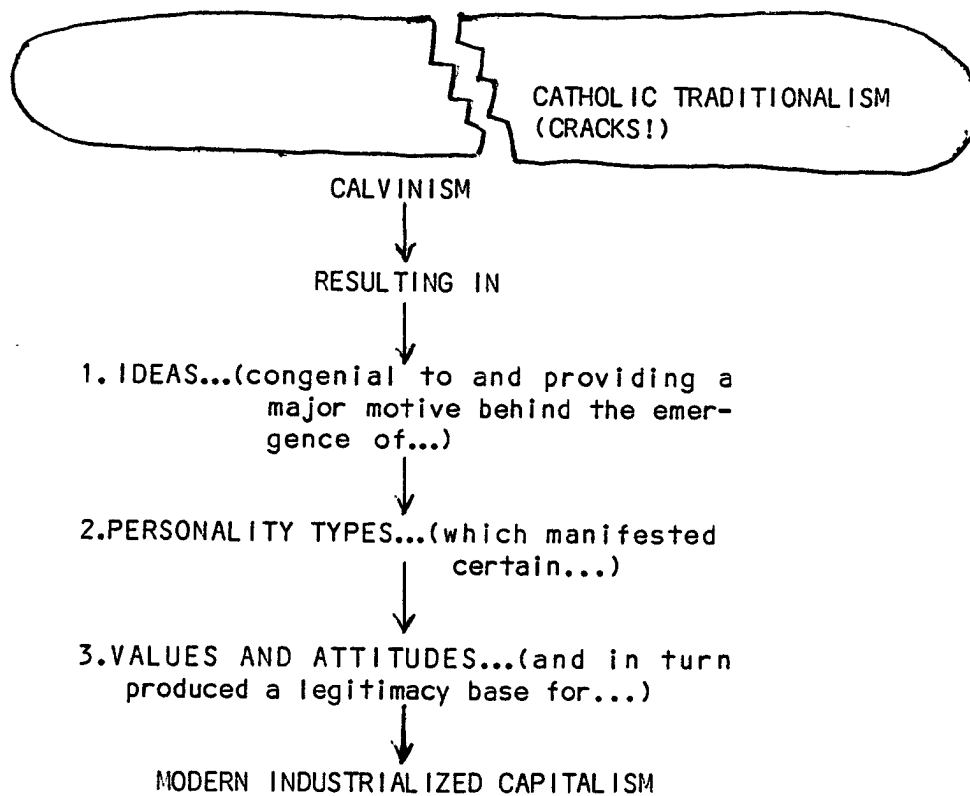 CATHOLIC TRADITIONALISM
(CRACKS!)
CALVINISM
RESULTING IN
1. IDEAS...(congenial to and providing a
major motive behind the emer-
gence of...)
2.PERSONALITY TYPES...(which manifested
certain...)
3.VALUES AND ATTITUDES...(and in turn
produced a legitimacy base for...)
MODERN INDUSTRIALIZED CAPITALISM